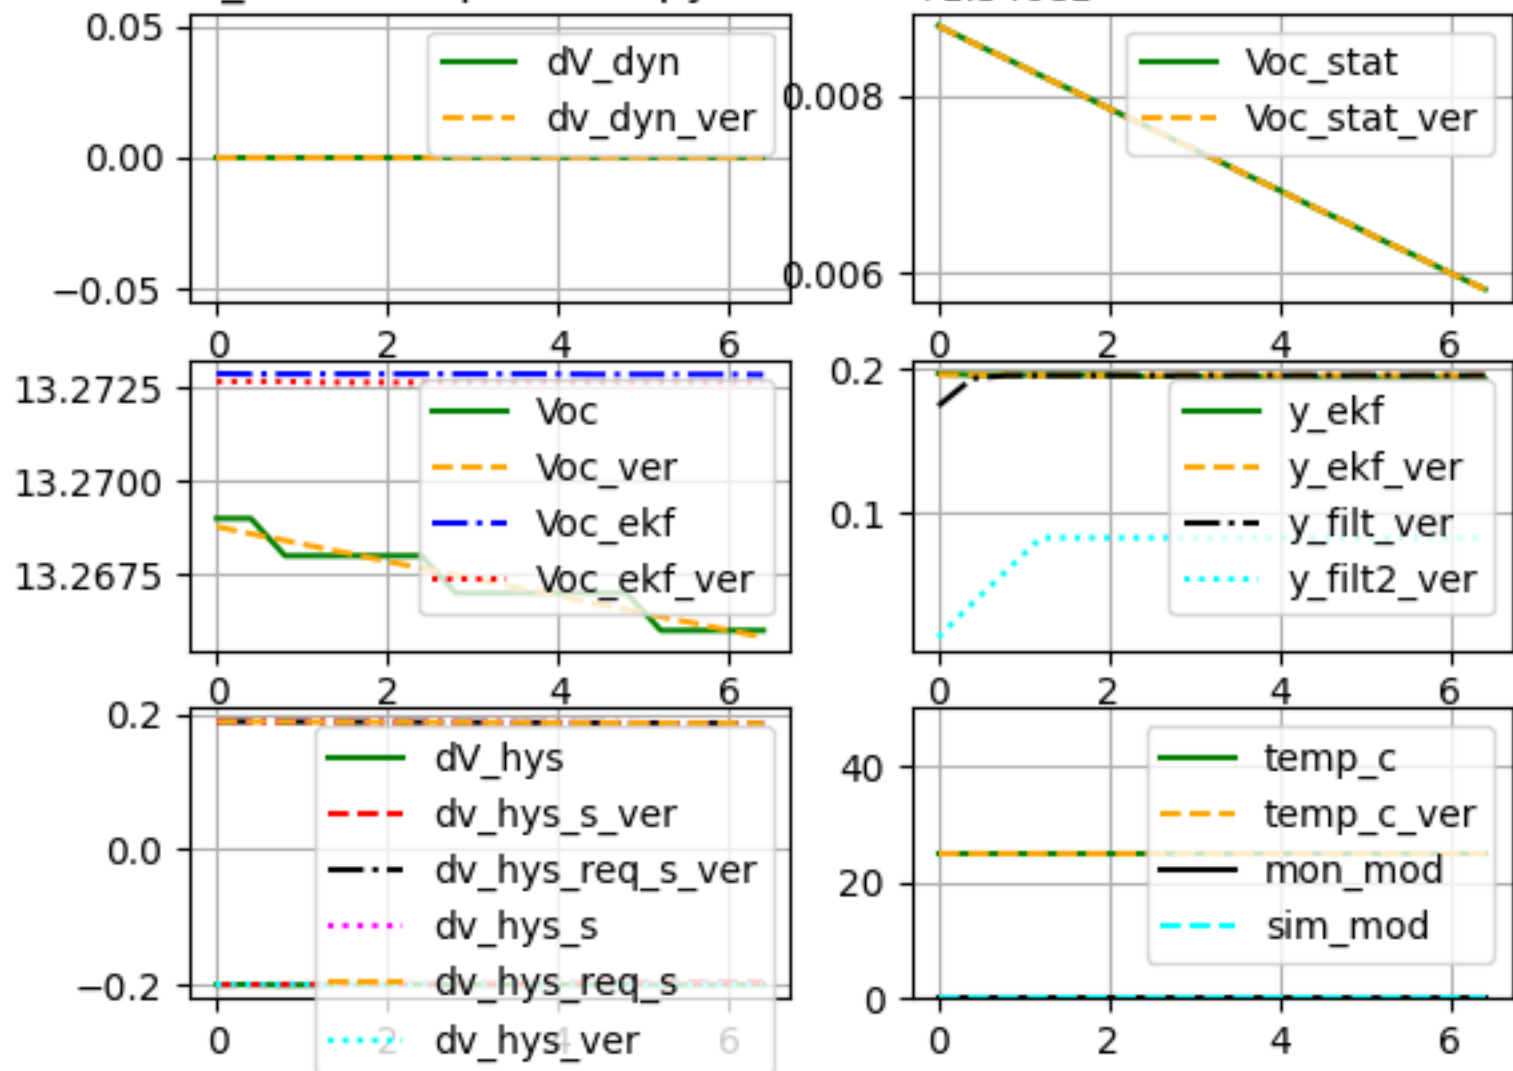 0.05
0.00
−0.05
dV_dyn
dv_dyn_ver
0 2 4 6
0.008
0.006
Voc_stat
Voc_stat_ver
0 2 4 6
13.2725
13.2700
13.2675
Voc
Voc_ver
Voc_ekf
Voc_ekf_ver
0 2 4 6
0.2
0.1
y_ekf
y_ekf_ver
y_filt_ver
y_filt2_ver
0 2 4 6
0.2
0.0
−0.2
dV_hys
dv_hys_s_ver
dv_hys_req_s_ver
dv_hys_s
dv_hys_req_s
dv_hys_ver
0 2 4 6
40
20
0
temp_c
temp_c_ver
mon_mod
sim_mod
0 2 4 6